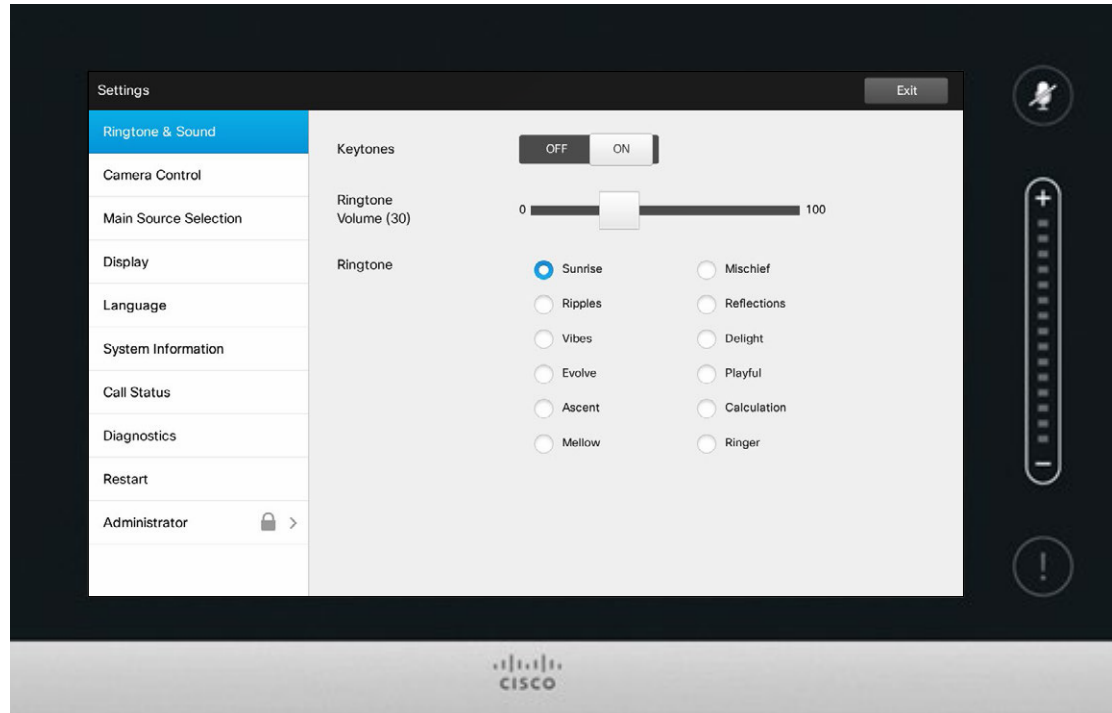 Settings
Exit
Ringtone & Sound
Camera Control
Main Source Selection
Display
Language
System Information
Call Status
Diagnostics
Restart
Administrator >
Keytones
OFF ON
Ringtone
Volume (30)
0 100
Ringtone
Sunrise Mischief
Ripples Reflections
Vibes Delight
Evolve Playful
Ascent Calculation
Mellow Ringer
+
−
!
CISCO